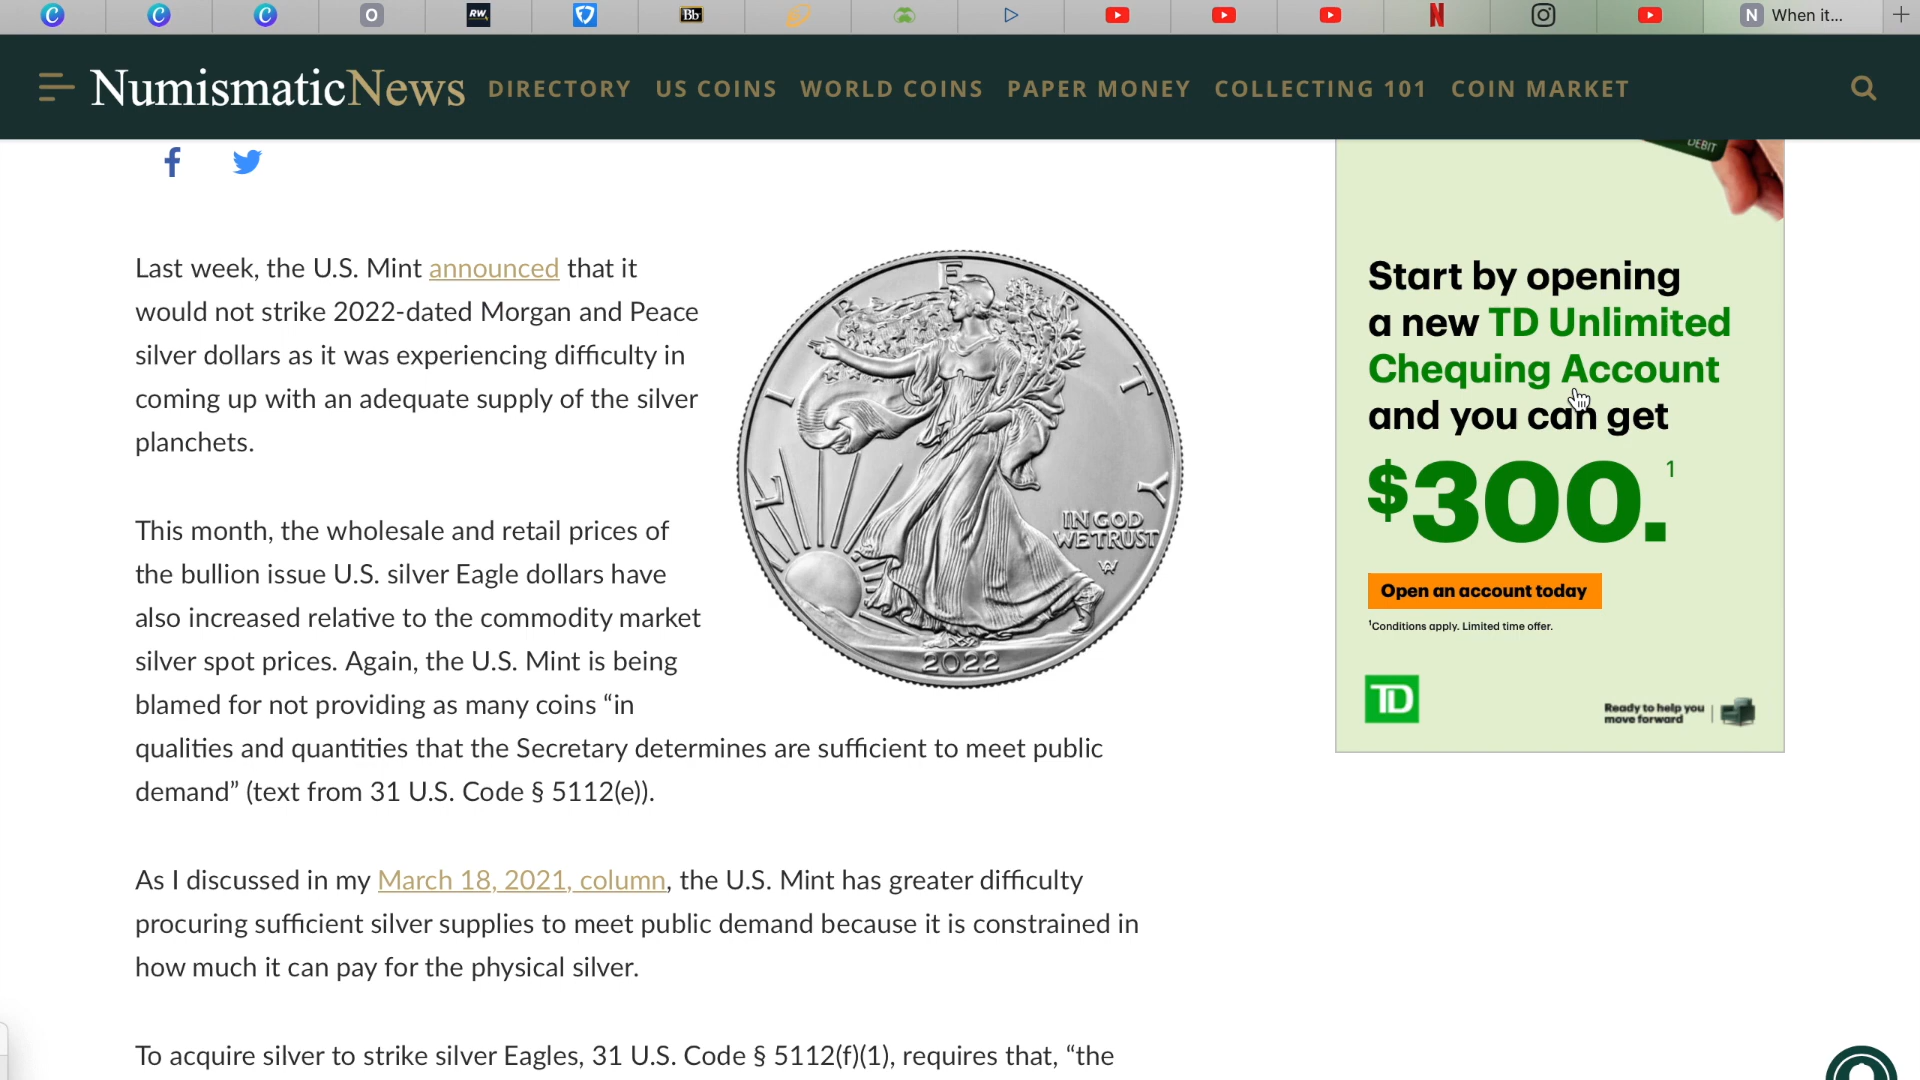 RW
Bb
N When it...
NumismaticNews
DIRECTORY US COINS WORLD COINS PAPER MONEY COLLECTING 101 COIN MARKET
Last week, the U.S. Mint announced that it
would not strike 2022-dated Morgan and Peace
silver dollars as it was experiencing difficulty in
coming up with an adequate supply of the silver
planchets.
This month, the wholesale and retail prices of
the bullion issue U.S. silver Eagle dollars have
also increased relative to the commodity market
silver spot prices. Again, the U.S. Mint is being
blamed for not providing as many coins “in
qualities and quantities that the Secretary determines are sufficient to meet public
demand” (text from 31 U.S. Code § 5112(e)).
As I discussed in my March 18, 2021, column, the U.S. Mint has greater difficulty
procuring sufficient silver supplies to meet public demand because it is constrained in
how much it can pay for the physical silver.
To acquire silver to strike silver Eagles, 31 U.S. Code § 5112(f)(1), requires that, “the
LIBERTY
IN GOD
WE TRUST
W
2022
DEBIT
Start by opening
a new TD Unlimited
Chequing Account
and you can get
$300.1
Open an account today
1Conditions apply. Limited time offer.
TD
Ready to help you
move forward